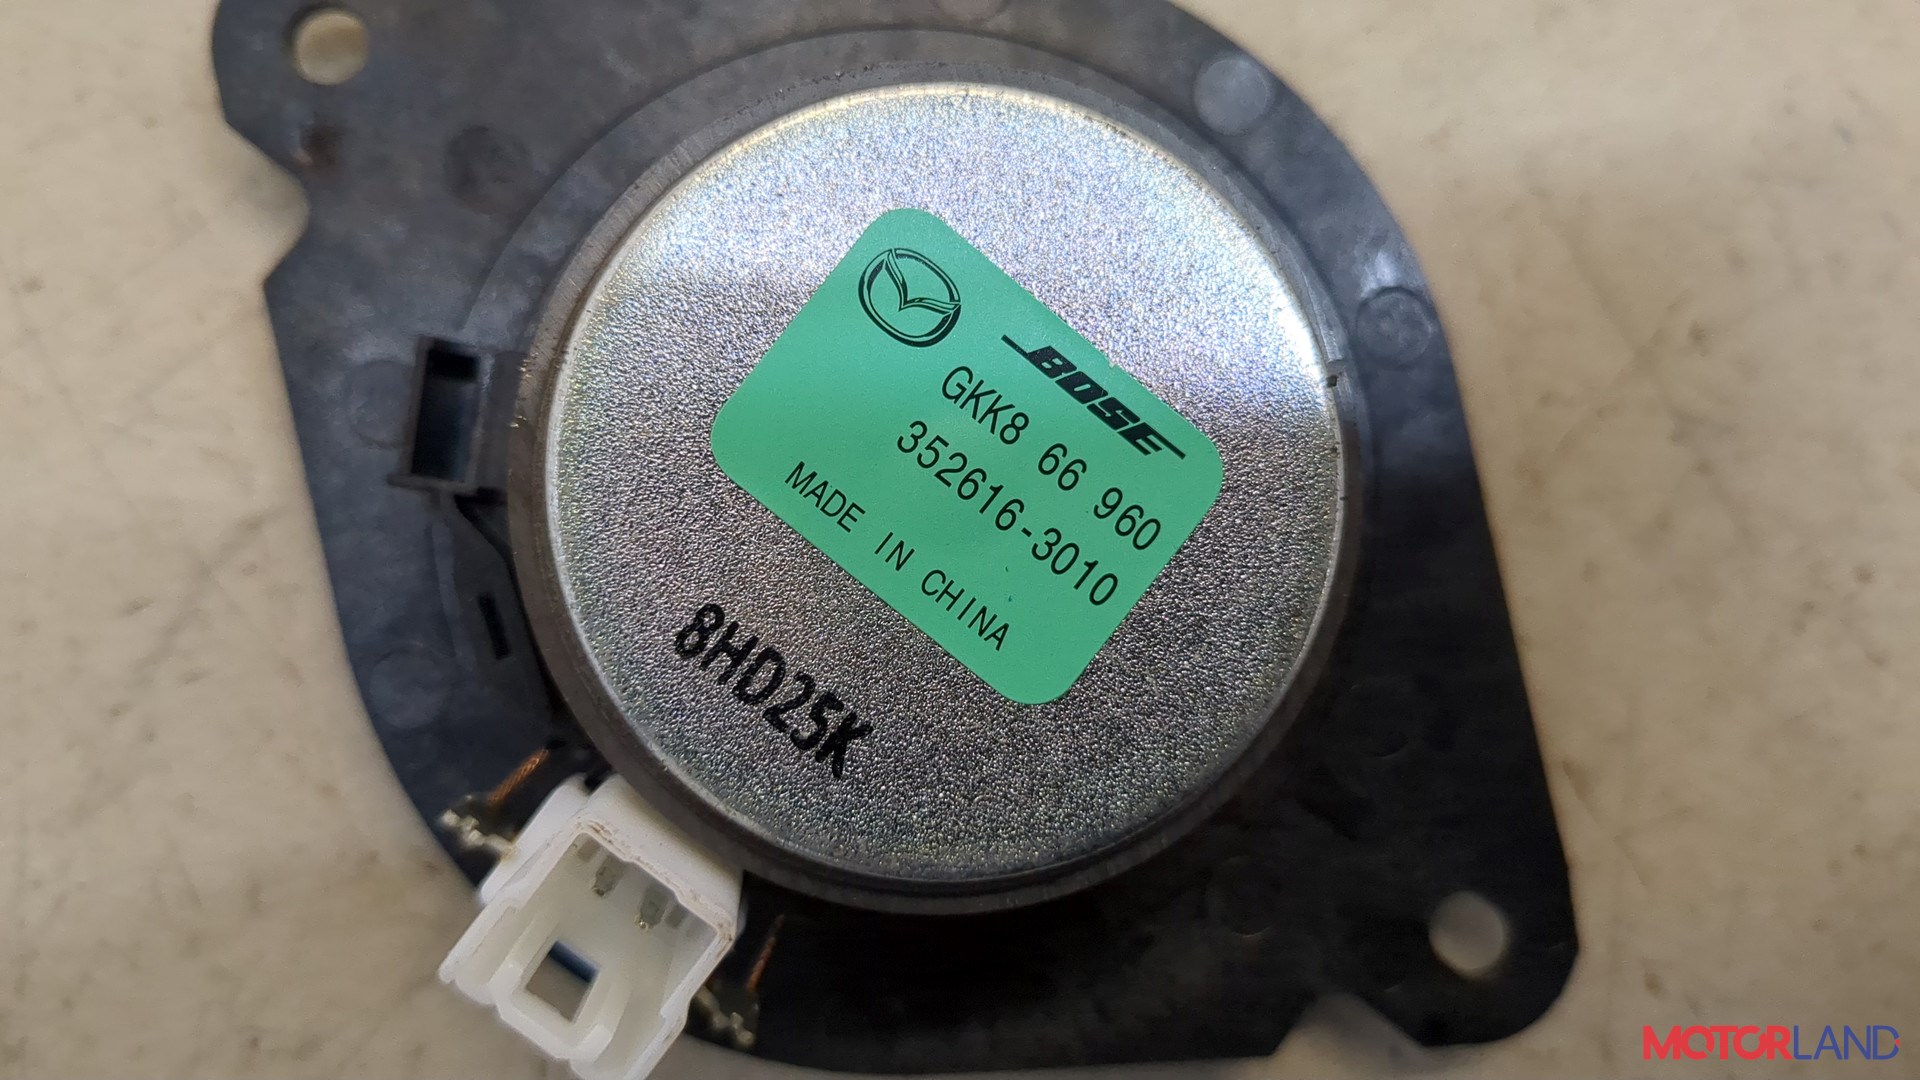 BOSE
GKK8 66 960
352616-3010
MADE IN CHINA
8HD25K
MOTORLAND